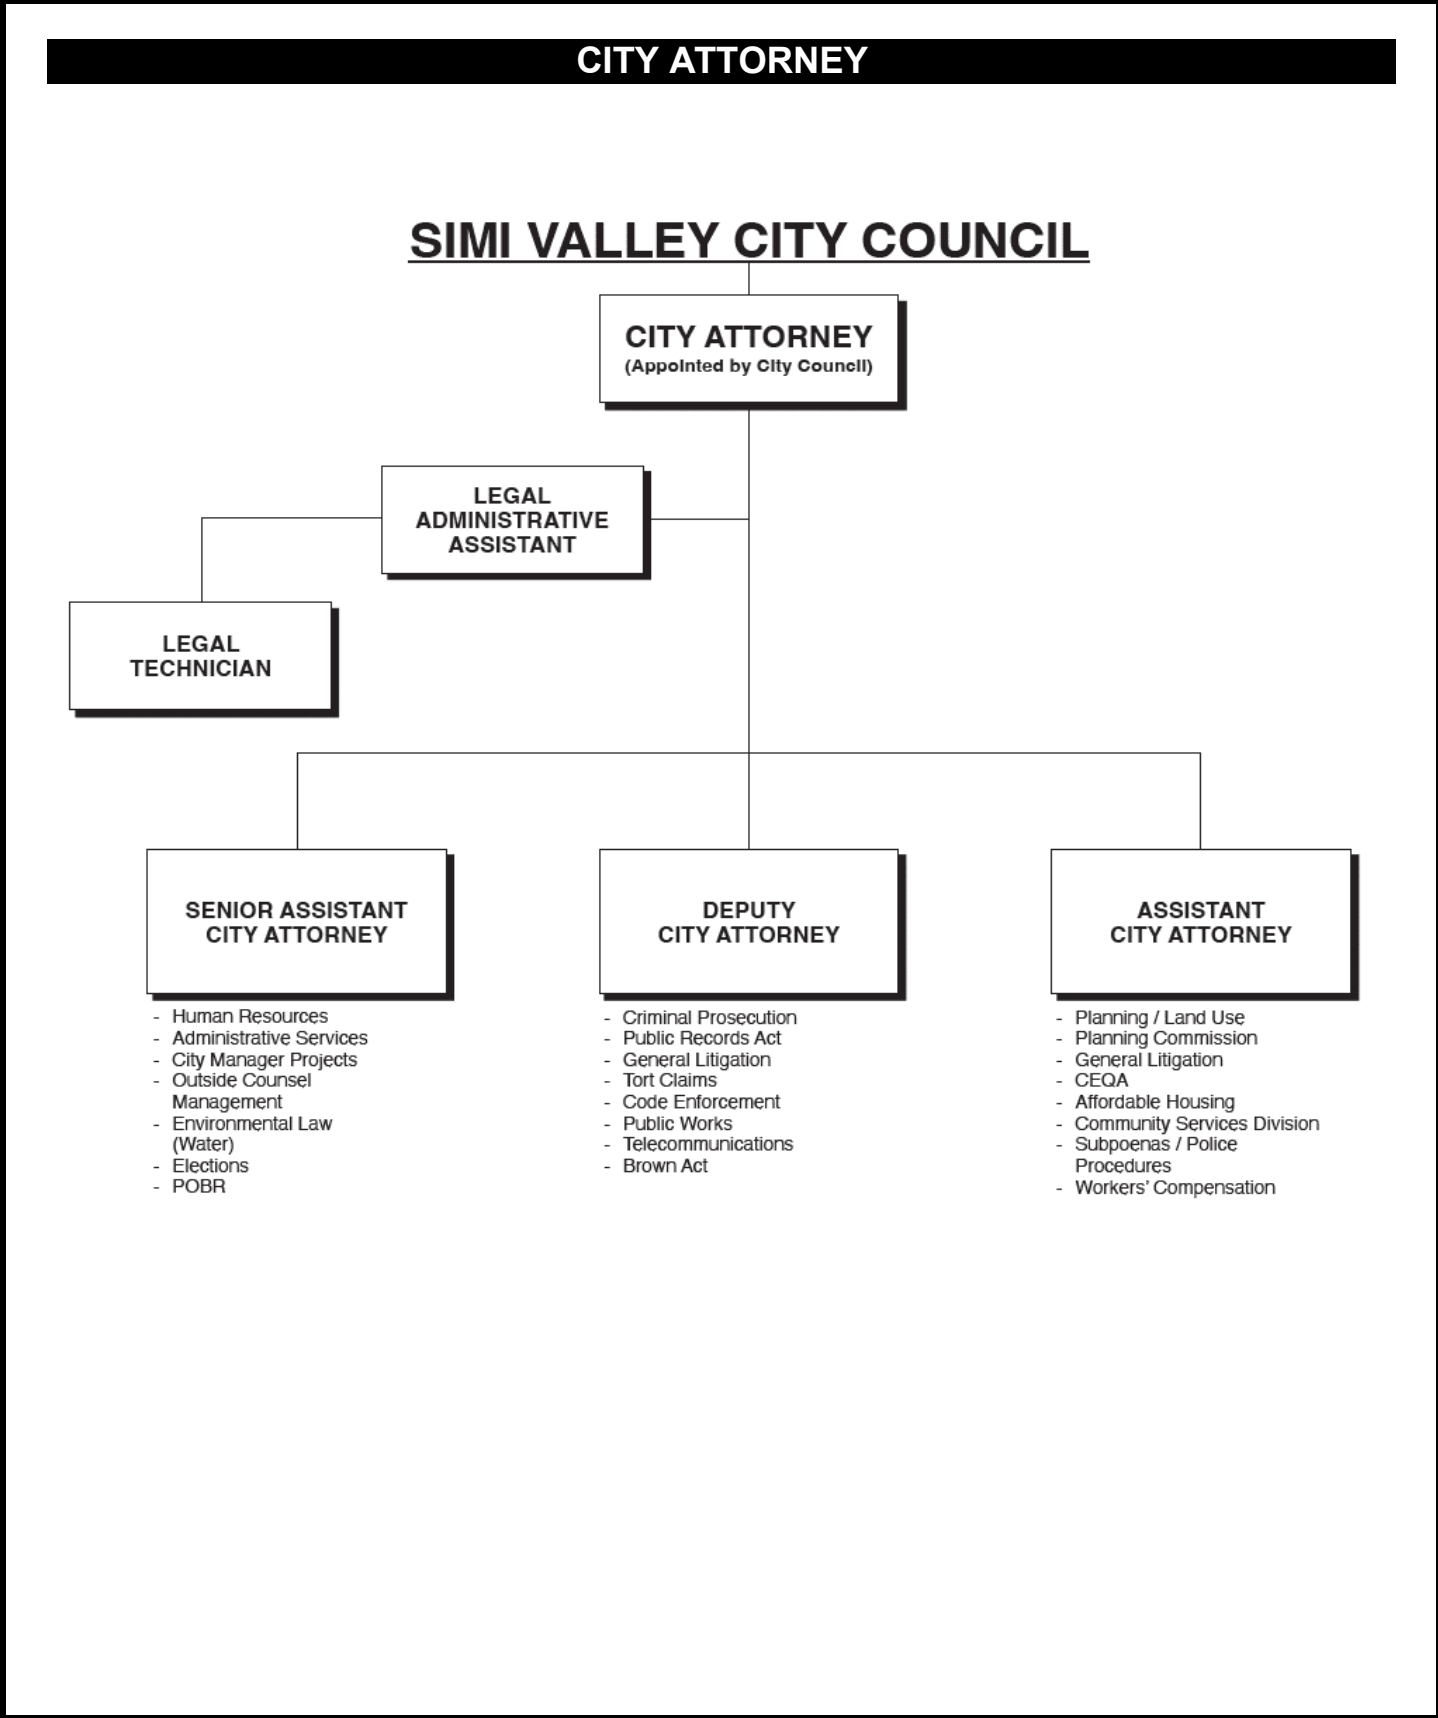 CITY ATTORNEY
SIMI VALLEY CITY COUNCIL
CITY ATTORNEY
(Appointed by City Council)
LEGAL
ADMINISTRATIVE
ASSISTANT
LEGAL
TECHNICIAN
SENIOR ASSISTANT
CITY ATTORNEY
- Human Resources
- Administrative Services
- City Manager Projects
- Outside Counsel
Management
- Environmental Law
(Water)
- Elections
- POBR
DEPUTY
CITY ATTORNEY
- Criminal Prosecution
- Public Records Act
- General Litigation
- Tort Claims
- Code Enforcement
- Public Works
- Telecommunications
- Brown Act
ASSISTANT
CITY ATTORNEY
- Planning / Land Use
- Planning Commission
- General Litigation
- CEQA
- Affordable Housing
- Community Services Division
- Subpoenas / Police
Procedures
- Workers' Compensation